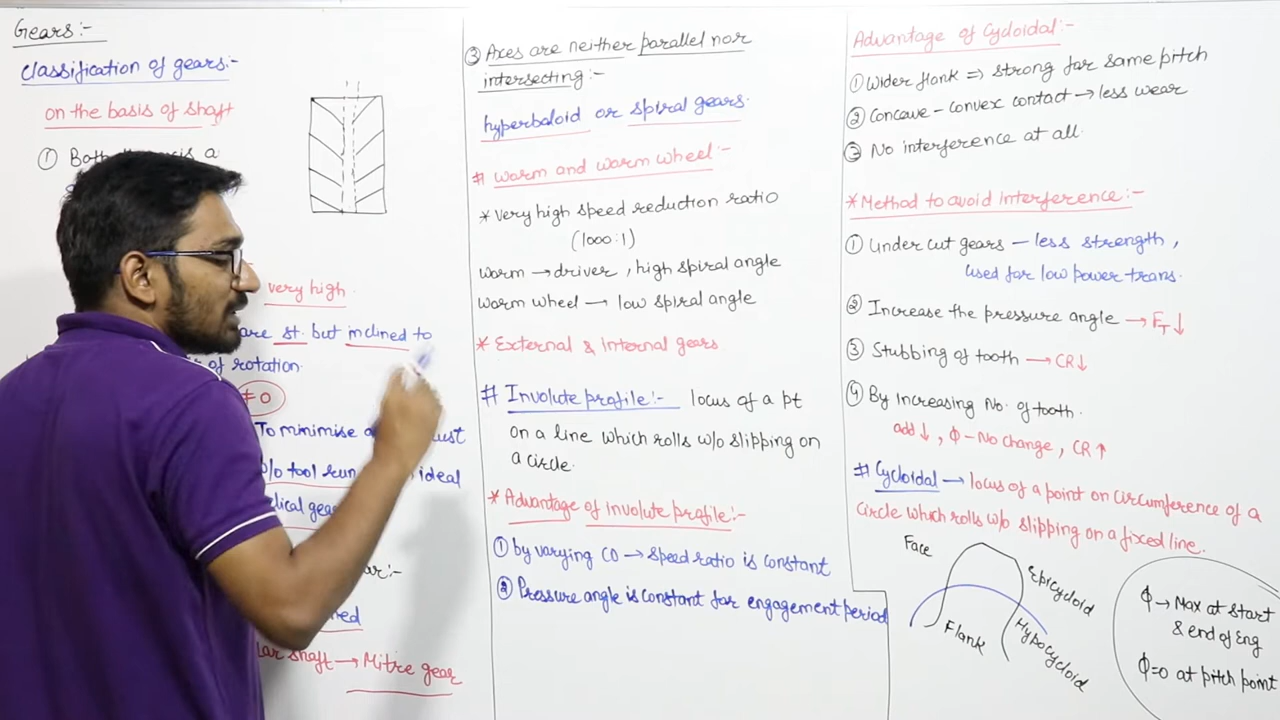 Gears:-
Classification of gears:-
on the basis of shaft
① Both
very high
are st. but inclined to
of rotation
≠ 0
To minimise
w/o tool run ideal
gear
ar:-
shaft → Mitre gear
③ Axes are neither parallel nor
intersecting:-
hyperbaloid or spiral gears.
# Worm and worm wheel:-
* Very high speed reduction ratio
(1000:1)
Worm → driver, high spiral angle
Worm wheel → low spiral angle
* External & Internal gears
# Involute profile:- locus of a pt
on a line which rolls w/o slipping on
a circle.
* Advantage of involute profile:-
① by varying CD → speed ratio is constant
② Pressure angle is constant for engagement period
Advantage of Cycloidal:-
① Wider flank ⇒ strong for same pitch
② Concave - convex contact → less wear
③ No interference at all.
* Method to avoid interference:-
① Under cut gears - less strength,
used for low power trans.
② Increase the pressure angle → FT↓
③ Stubbing of tooth → CR↓
④ By increasing No. of tooth.
add↓, ϕ - No change, CR↑
# Cycloidal → locus of a point on circumference of a
circle which rolls w/o slipping on a fixed line.
Face
Epicycloid
Flank
Hypocycloid
ϕ → Max at start
& end of Eng
ϕ=0 at pitch point